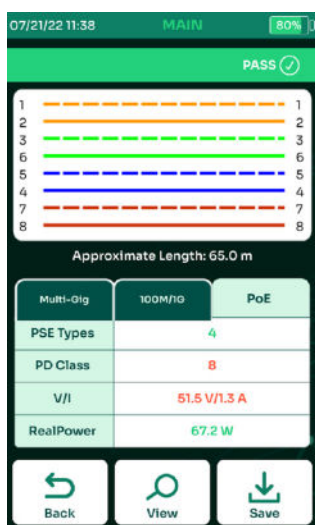 07/21/22 11:38 MAIN 80%
PASS
1 1
2 2
3 3
6 6
5 5
4 4
7 7
8 8
Approximate Length: 65.0 m
Multi-Gig 100M/1G PoE
PSE Types 4
PD Class 8
V/I 51.5 V/1.3 A
RealPower 67.2 W
Back View Save